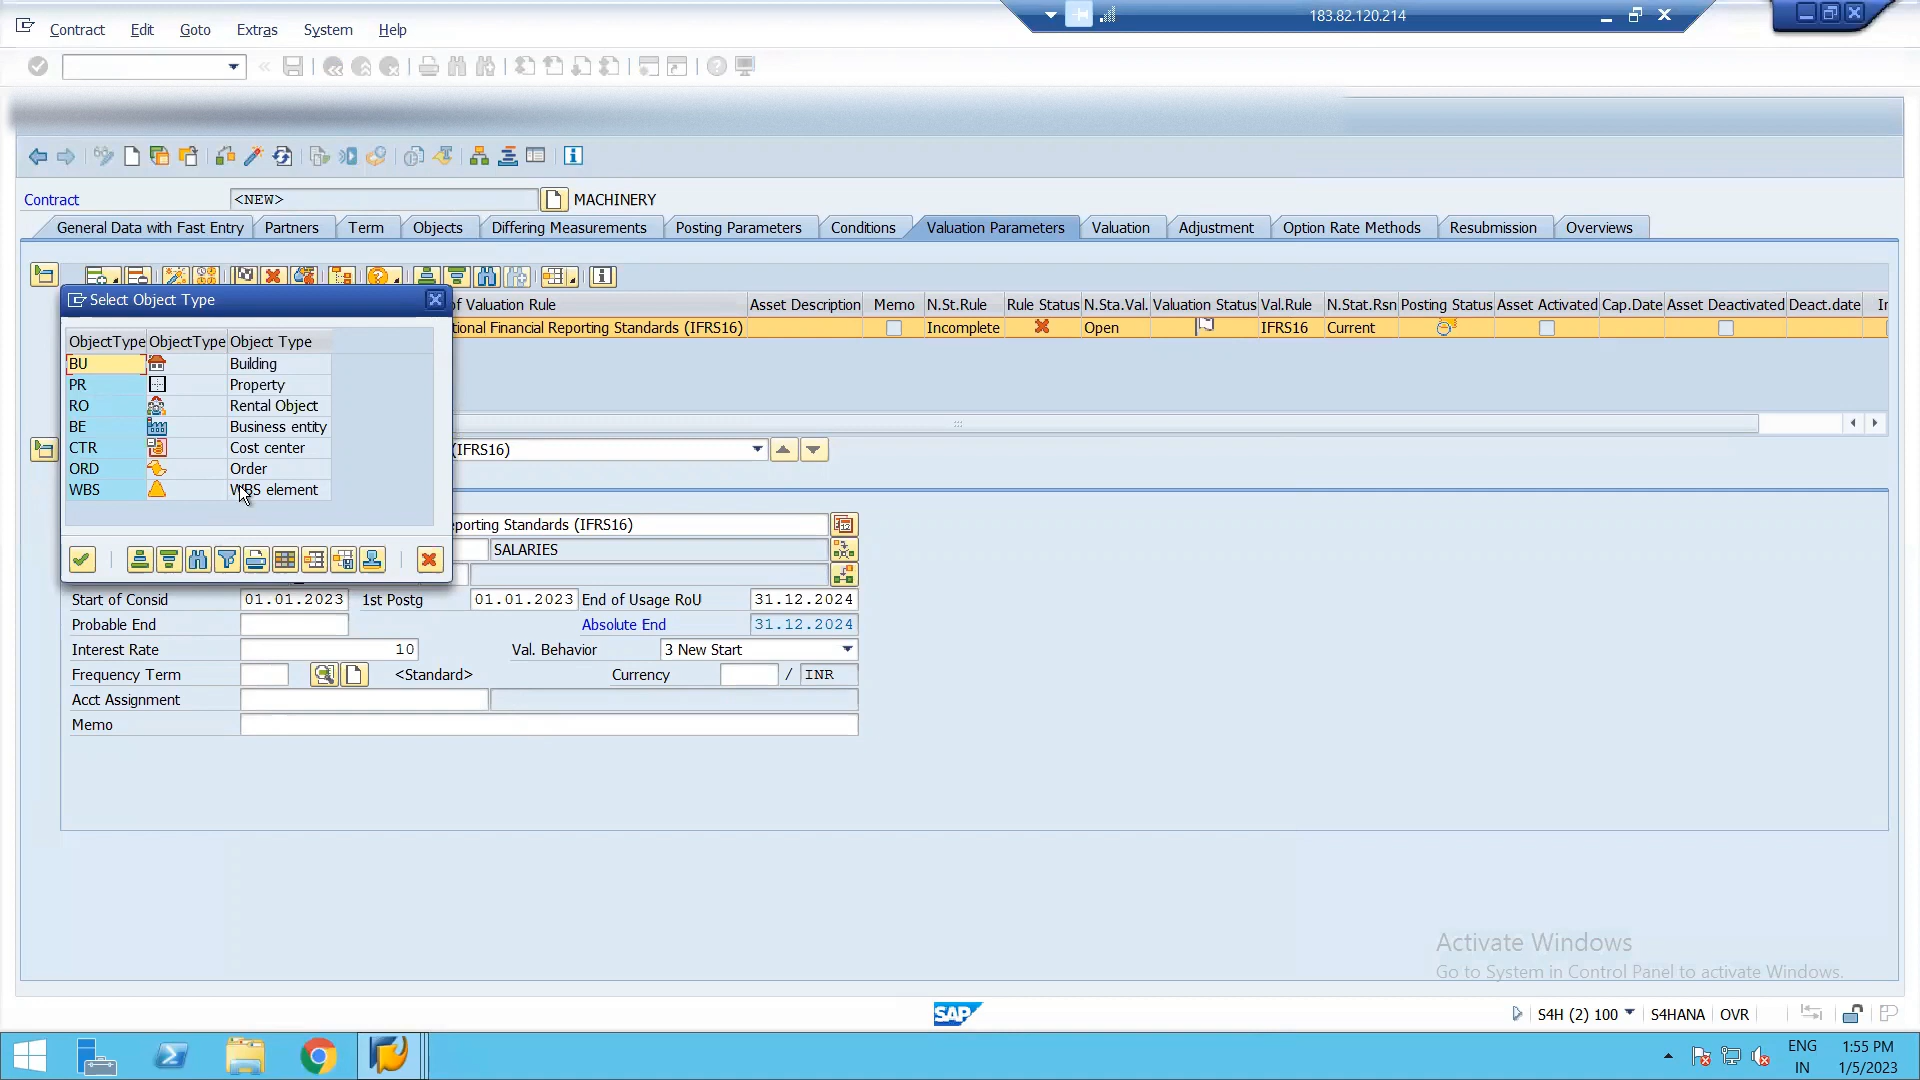 183.82.120.214
Contract Edit Goto Extras System Help
Contract <NEW> MACHINERY
General Data with Fast Entry Partners Term Objects Differing Measurements Posting Parameters Conditions Valuation Parameters Valuation Adjustment Option Rate Methods Resubmission Overviews
Select Object Type
of Valuation Rule Asset Description Memo N.St.Rule Rule Status N.Sta.Val. Valuation Status Val.Rule N.Stat.Rsn Posting Status Asset Activated Cap.Date Asset Deactivated Deact.date In
tional Financial Reporting Standards (IFRS16) Incomplete Open IFRS16 Current
ObjectType ObjectType Object Type
BU Building
PR Property
RO Rental Object
BE Business entity
CTR Cost center
ORD Order
WBS WBS element
(IFRS16)
eporting Standards (IFRS16)
SALARIES
Start of Consid 01.01.2023 1st Postg 01.01.2023 End of Usage RoU 31.12.2024
Probable End Absolute End 31.12.2024
Interest Rate 10 Val. Behavior 3 New Start
Frequency Term <Standard> Currency / INR
Acct Assignment
Memo
Activate Windows
Go to System in Control Panel to activate Windows.
SAP
S4H (2) 100 S4HANA OVR
ENG 1:55 PM
IN 1/5/2023